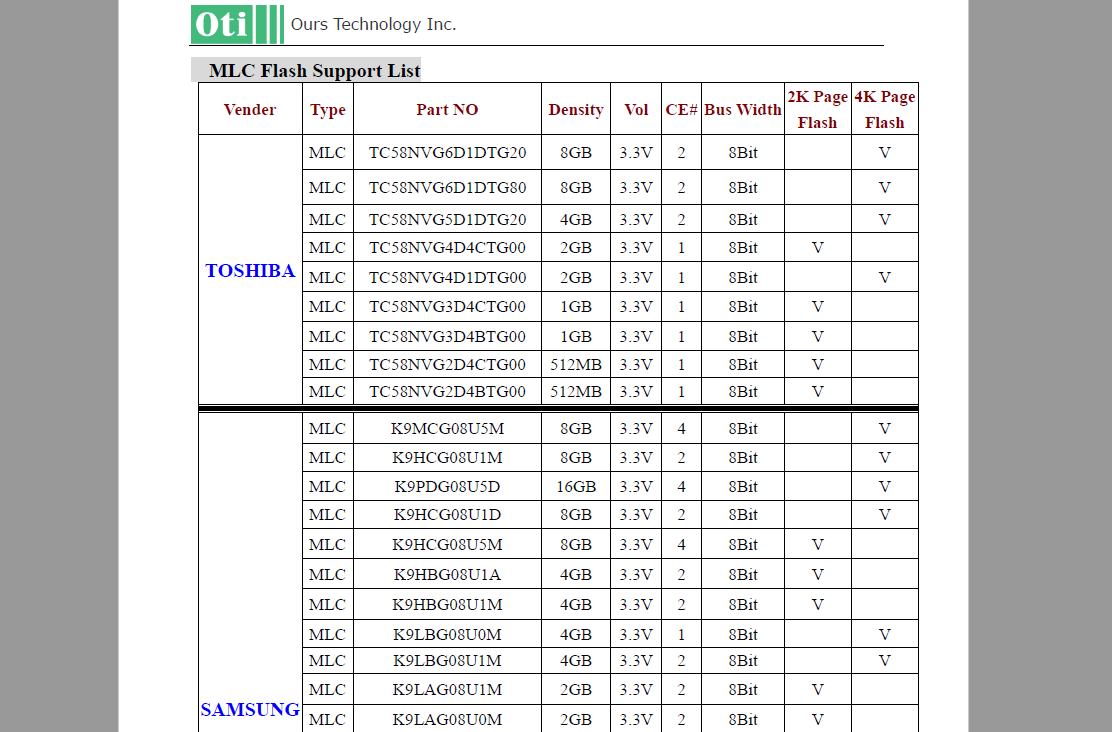 Oti Ours Technology Inc.
MLC Flash Support List
Vender Type Part NO Density Vol CE# Bus Width 2K Page Flash 4K Page Flash
TOSHIBA
MLC TC58NVG6D1DTG20 8GB 3.3V 2 8Bit V
MLC TC58NVG6D1DTG80 8GB 3.3V 2 8Bit V
MLC TC58NVG5D1DTG20 4GB 3.3V 2 8Bit V
MLC TC58NVG4D4CTG00 2GB 3.3V 1 8Bit V
MLC TC58NVG4D1DTG00 2GB 3.3V 1 8Bit V
MLC TC58NVG3D4CTG00 1GB 3.3V 1 8Bit V
MLC TC58NVG3D4BTG00 1GB 3.3V 1 8Bit V
MLC TC58NVG2D4CTG00 512MB 3.3V 1 8Bit V
MLC TC58NVG2D4BTG00 512MB 3.3V 1 8Bit V
SAMSUNG
MLC K9MCG08U5M 8GB 3.3V 4 8Bit V
MLC K9HCG08U1M 8GB 3.3V 2 8Bit V
MLC K9PDG08U5D 16GB 3.3V 4 8Bit V
MLC K9HCG08U1D 8GB 3.3V 2 8Bit V
MLC K9HCG08U5M 8GB 3.3V 4 8Bit V
MLC K9HBG08U1A 4GB 3.3V 2 8Bit V
MLC K9HBG08U1M 4GB 3.3V 2 8Bit V
MLC K9LBG08U0M 4GB 3.3V 1 8Bit V
MLC K9LBG08U1M 4GB 3.3V 2 8Bit V
MLC K9LAG08U1M 2GB 3.3V 2 8Bit V
MLC K9LAG08U0M 2GB 3.3V 2 8Bit V